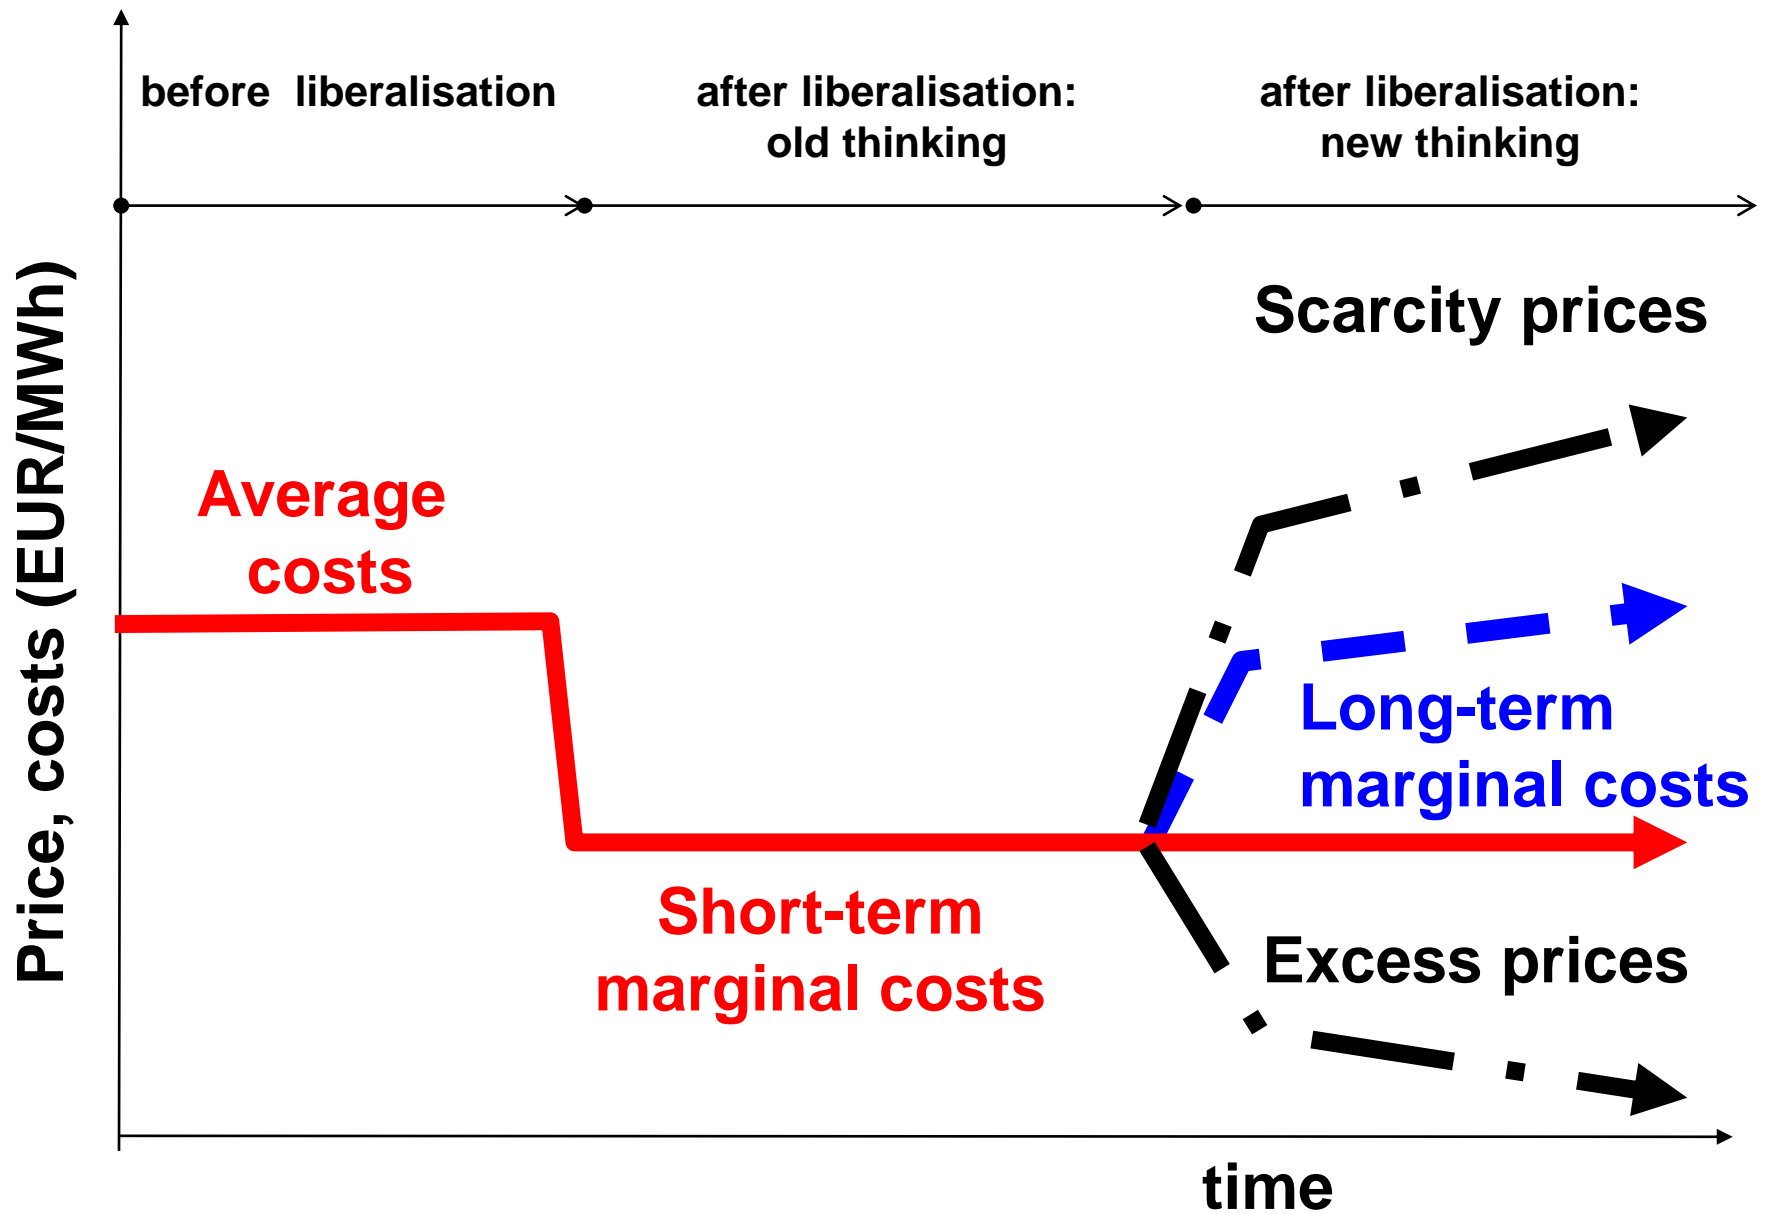 before liberalisation
after liberalisation:
old thinking
after liberalisation:
new thinking
Price, costs (EUR/MWh)
Scarcity prices
Average
costs
Long-term
marginal costs
Short-term
marginal costs
Excess prices
time